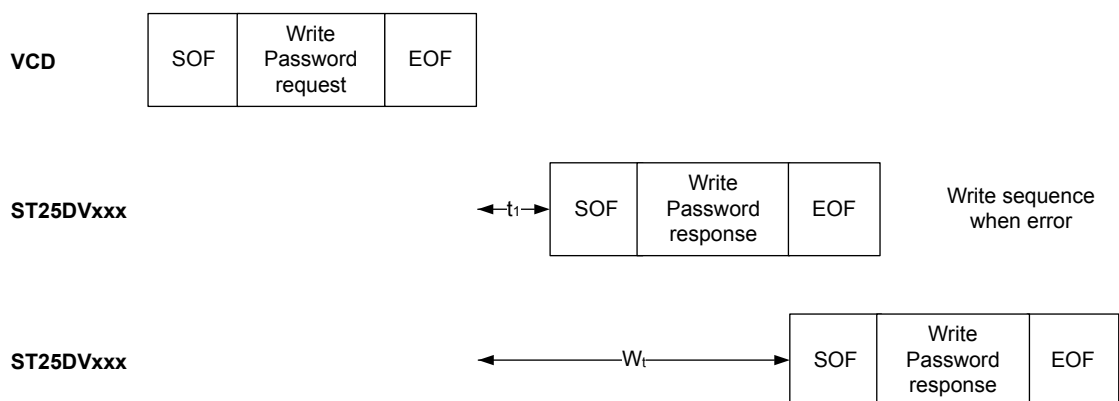 VCD
SOF
Write
Password
request
EOF
ST25DVxxx
t₁
SOF
Write
Password
response
EOF
Write sequence
when error
ST25DVxxx
Wₜ
SOF
Write
Password
response
EOF